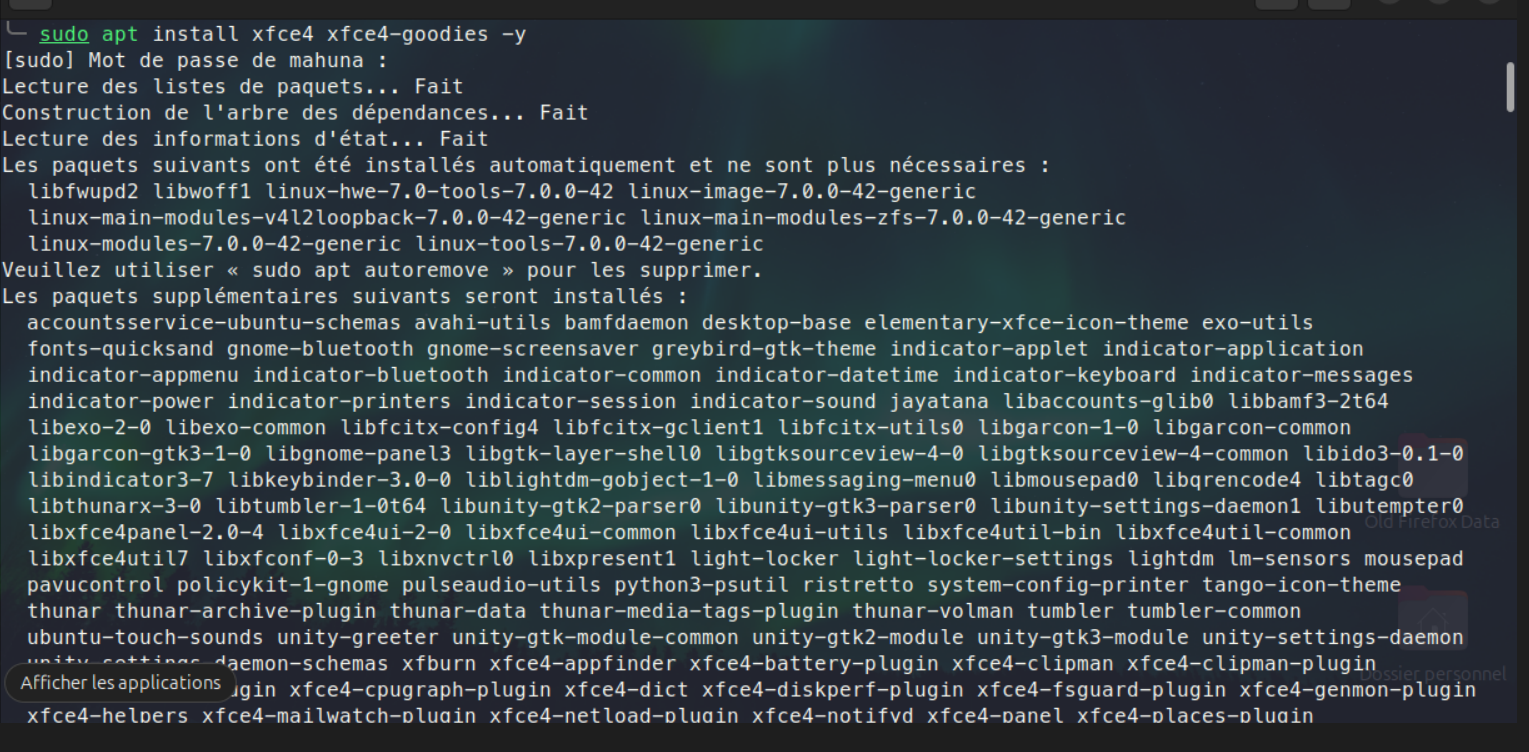 sudo apt install xfce4 xfce4-goodies -y
[sudo] Mot de passe de mahuna :
Lecture des listes de paquets... Fait
Construction de l'arbre des dépendances... Fait
Lecture des informations d'état... Fait
Les paquets suivants ont été installés automatiquement et ne sont plus nécessaires :
libfwupd2 libwoff1 linux-hwe-7.0-tools-7.0.0-42 linux-image-7.0.0-42-generic
linux-main-modules-v4l2loopback-7.0.0-42-generic linux-main-modules-zfs-7.0.0-42-generic
linux-modules-7.0.0-42-generic linux-tools-7.0.0-42-generic
Veuillez utiliser « sudo apt autoremove » pour les supprimer.
Les paquets supplémentaires suivants seront installés :
accountsservice-ubuntu-schemas avahi-utils bamfdaemon desktop-base elementary-xfce-icon-theme exo-utils
fonts-quicksand gnome-bluetooth gnome-screensaver greybird-gtk-theme indicator-applet indicator-application
indicator-appmenu indicator-bluetooth indicator-common indicator-datetime indicator-keyboard indicator-messages
indicator-power indicator-printers indicator-session indicator-sound jayatana libaccounts-glib0 libbamf3-2t64
libexo-2-0 libexo-common libfcitx-config4 libfcitx-gclient1 libfcitx-utils0 libgarcon-1-0 libgarcon-common
libgarcon-gtk3-1-0 libgnome-panel3 libgtk-layer-shell0 libgtksourceview-4-0 libgtksourceview-4-common libido3-0.1-0
libindicator3-7 libkeybinder-3.0-0 liblightdm-gobject-1-0 libmessaging-menu0 libmousepad0 libqrencode4 libtagc0
libthunarx-3-0 libtumbler-1-0t64 libunity-gtk2-parser0 libunity-gtk3-parser0 libunity-settings-daemon1 libutempter0
Old Firefox Data
libxfce4panel-2.0-4 libxfce4ui-2-0 libxfce4ui-common libxfce4ui-utils libxfce4util-bin libxfce4util-common
libxfce4util7 libxfconf-0-3 libxnvctrl0 libxpresent1 light-locker light-locker-settings lightdm lm-sensors mousepad
pavucontrol policykit-1-gnome pulseaudio-utils python3-psutil ristretto system-config-printer tango-icon-theme
thunar thunar-archive-plugin thunar-data thunar-media-tags-plugin thunar-volman tumbler tumbler-common
ubuntu-touch-sounds unity-greeter unity-gtk-module-common unity-gtk2-module unity-gtk3-module unity-settings-daemon
unity-settings-daemon-schemas xfburn xfce4-appfinder xfce4-battery-plugin xfce4-clipman xfce4-clipman-plugin
Dossier personnel
Afficher les applications
xfce4-cpugraph-plugin xfce4-dict xfce4-diskperf-plugin xfce4-fsguard-plugin xfce4-genmon-plugin
xfce4-helpers xfce4-mailwatch-plugin xfce4-netload-plugin xfce4-notifyd xfce4-panel xfce4-places-plugin